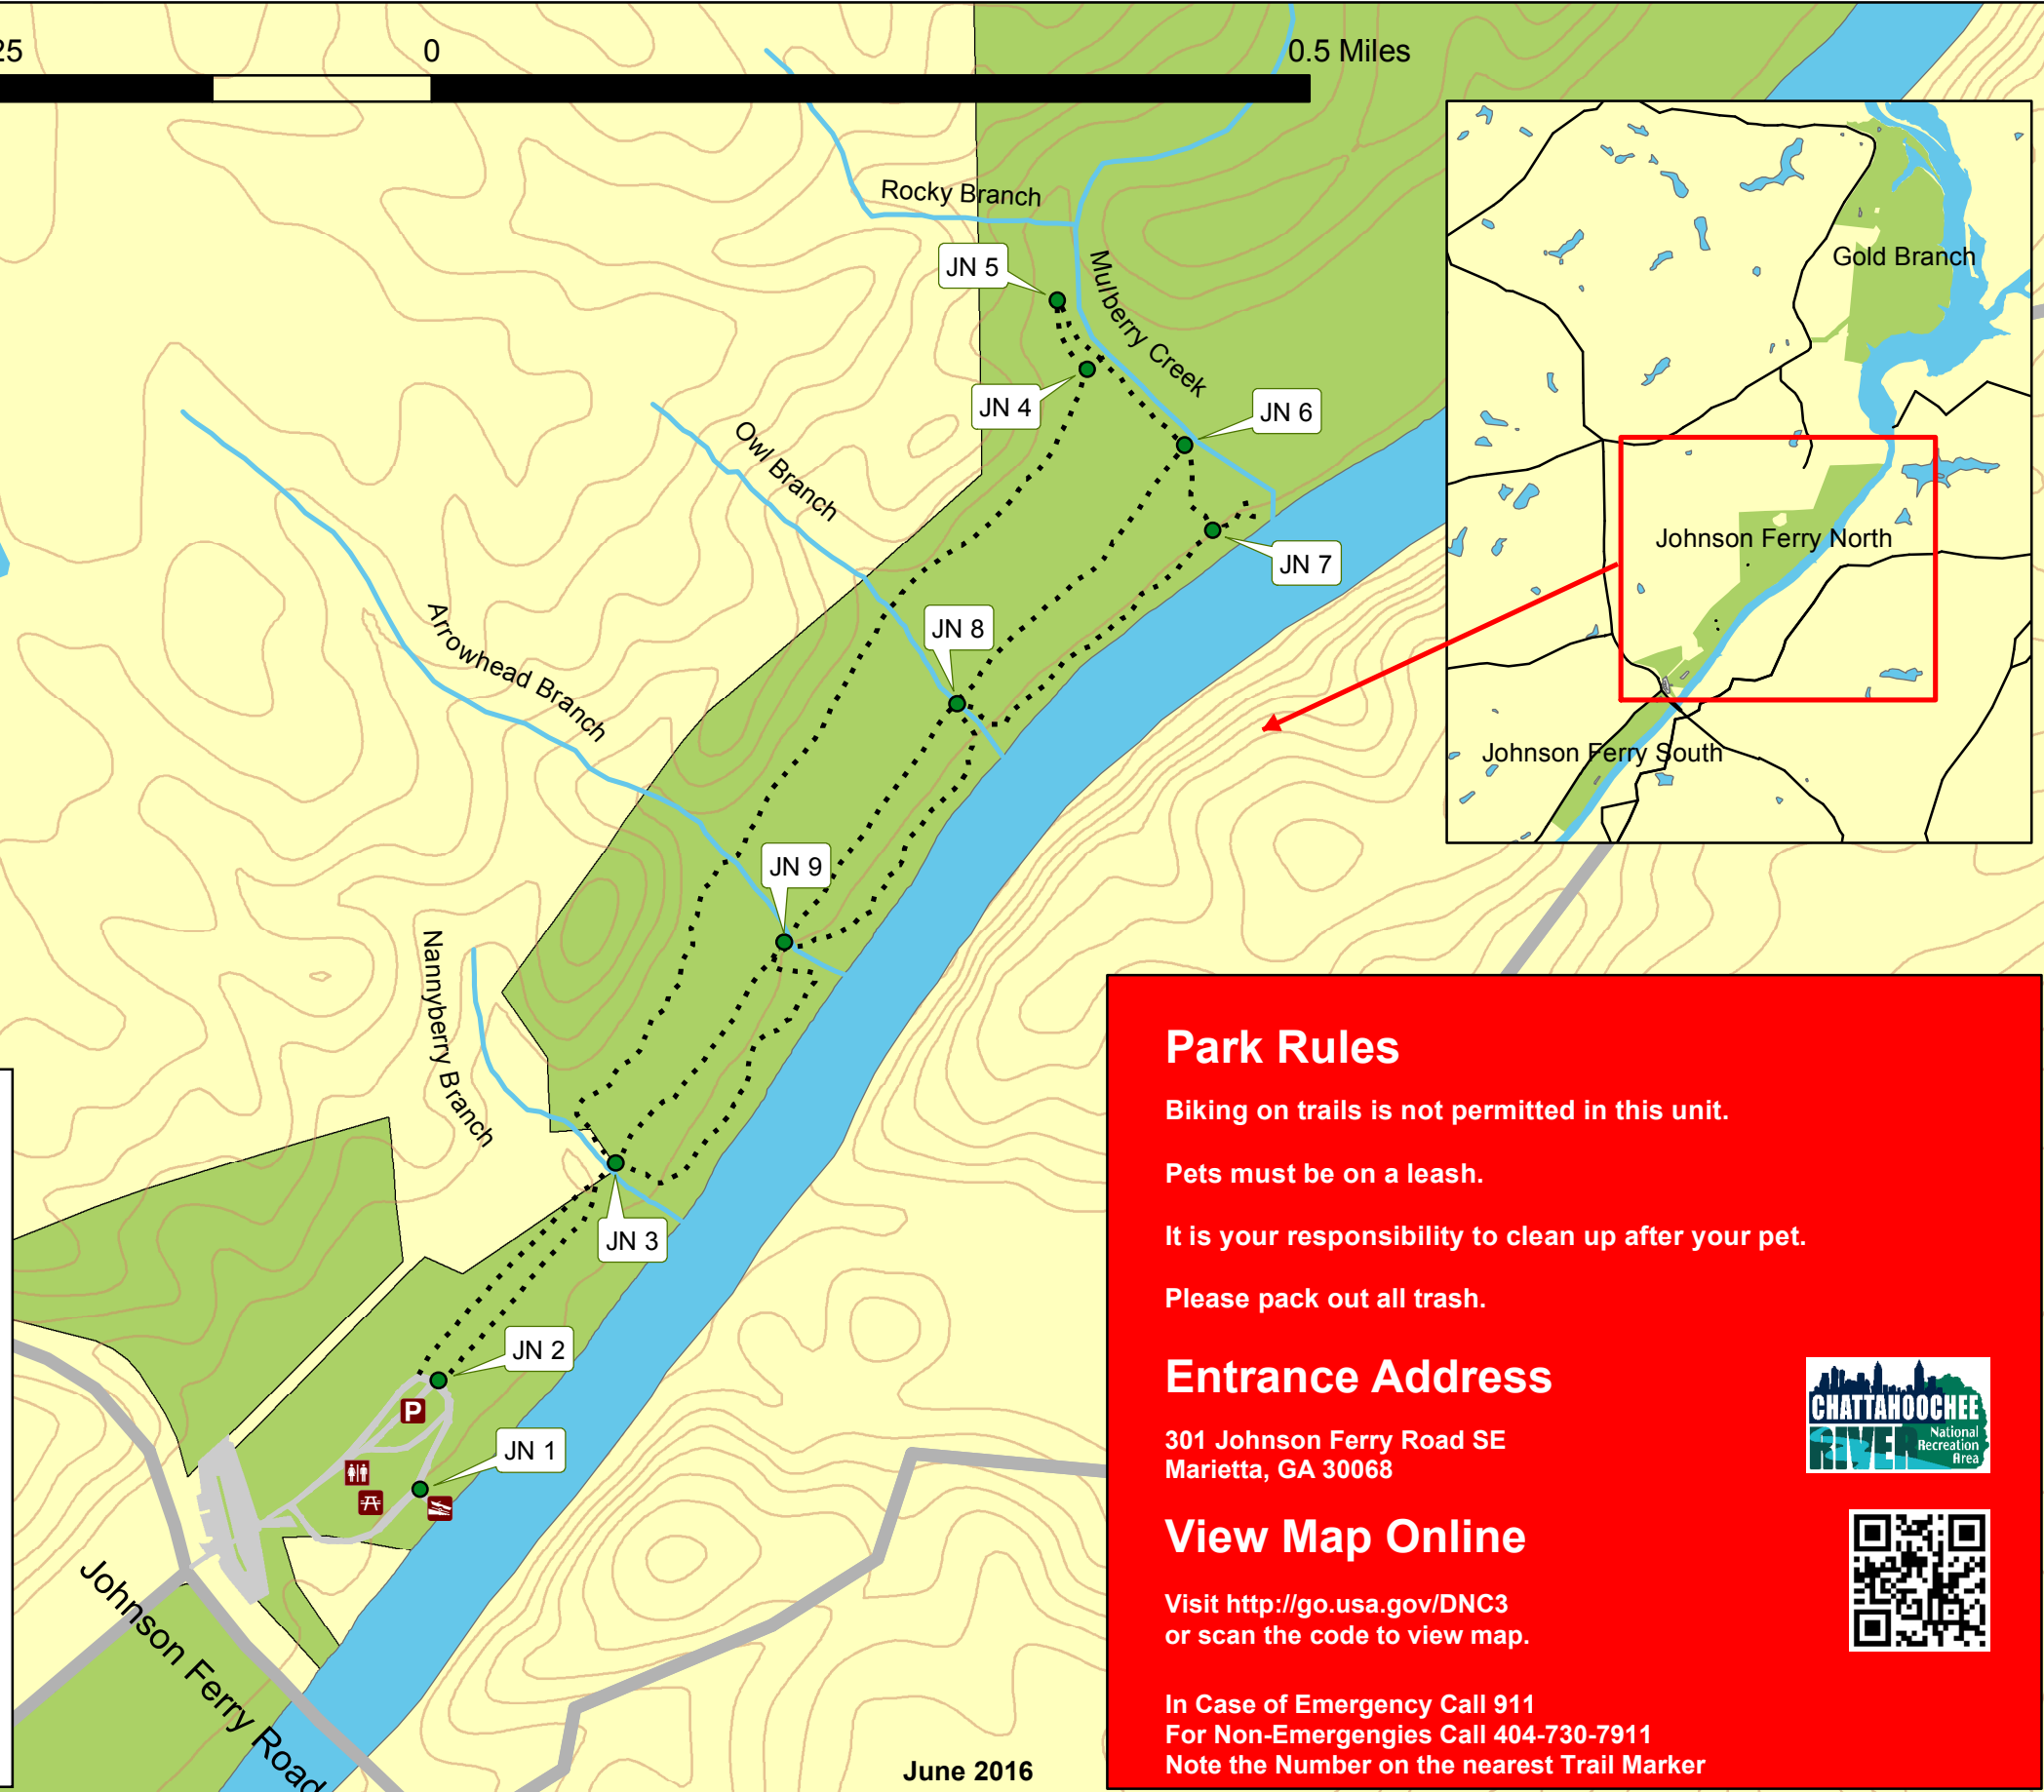 25
0
0.5 Miles
Rocky Branch
JN 5
Mulberry Creek
JN 4
JN 6
Owl Branch
JN 7
JN 8
Arrowhead Branch
JN 9
Nannyberry Branch
JN 3
JN 2
P
JN 1
Johnson Ferry Road
June 2016
Gold Branch
Johnson Ferry North
Johnson Ferry South
Park Rules
Biking on trails is not permitted in this unit.
Pets must be on a leash.
It is your responsibility to clean up after your pet.
Please pack out all trash.
Entrance Address
301 Johnson Ferry Road SE
Marietta, GA 30068
CHATTAHOOCHEE
RIVER
National
Recreation
Area
View Map Online
Visit http://go.usa.gov/DNC3
or scan the code to view map.
In Case of Emergency Call 911
For Non-Emergengies Call 404-730-7911
Note the Number on the nearest Trail Marker